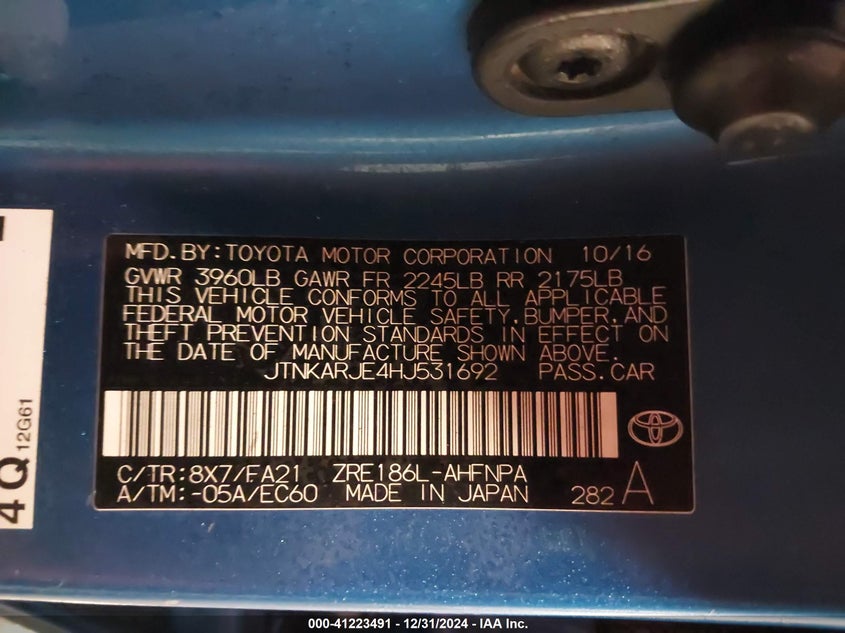 MFD.BY:TOYOTA MOTOR CORPORATION 10/16
GVWR 3960LB GAWR FR 2245LB RR 2175LB
THIS VEHICLE CONFORMS TO ALL APPLICABLE
FEDERAL MOTOR VEHICLE SAFETY,BUMPER,AND
THEFT PREVENTION STANDARDS IN EFFECT ON
THE DATE OF MANUFACTURE SHOWN ABOVE.
JTNKARJE4HJ531692 PASS.CAR
C/TR:8X7/FA21 ZRE186L-AHFNPA
A/TM:-05A/EC60 MADE IN JAPAN 282 A
4Q 12G61
000-41223491 - 12/31/2024 - IAA Inc.